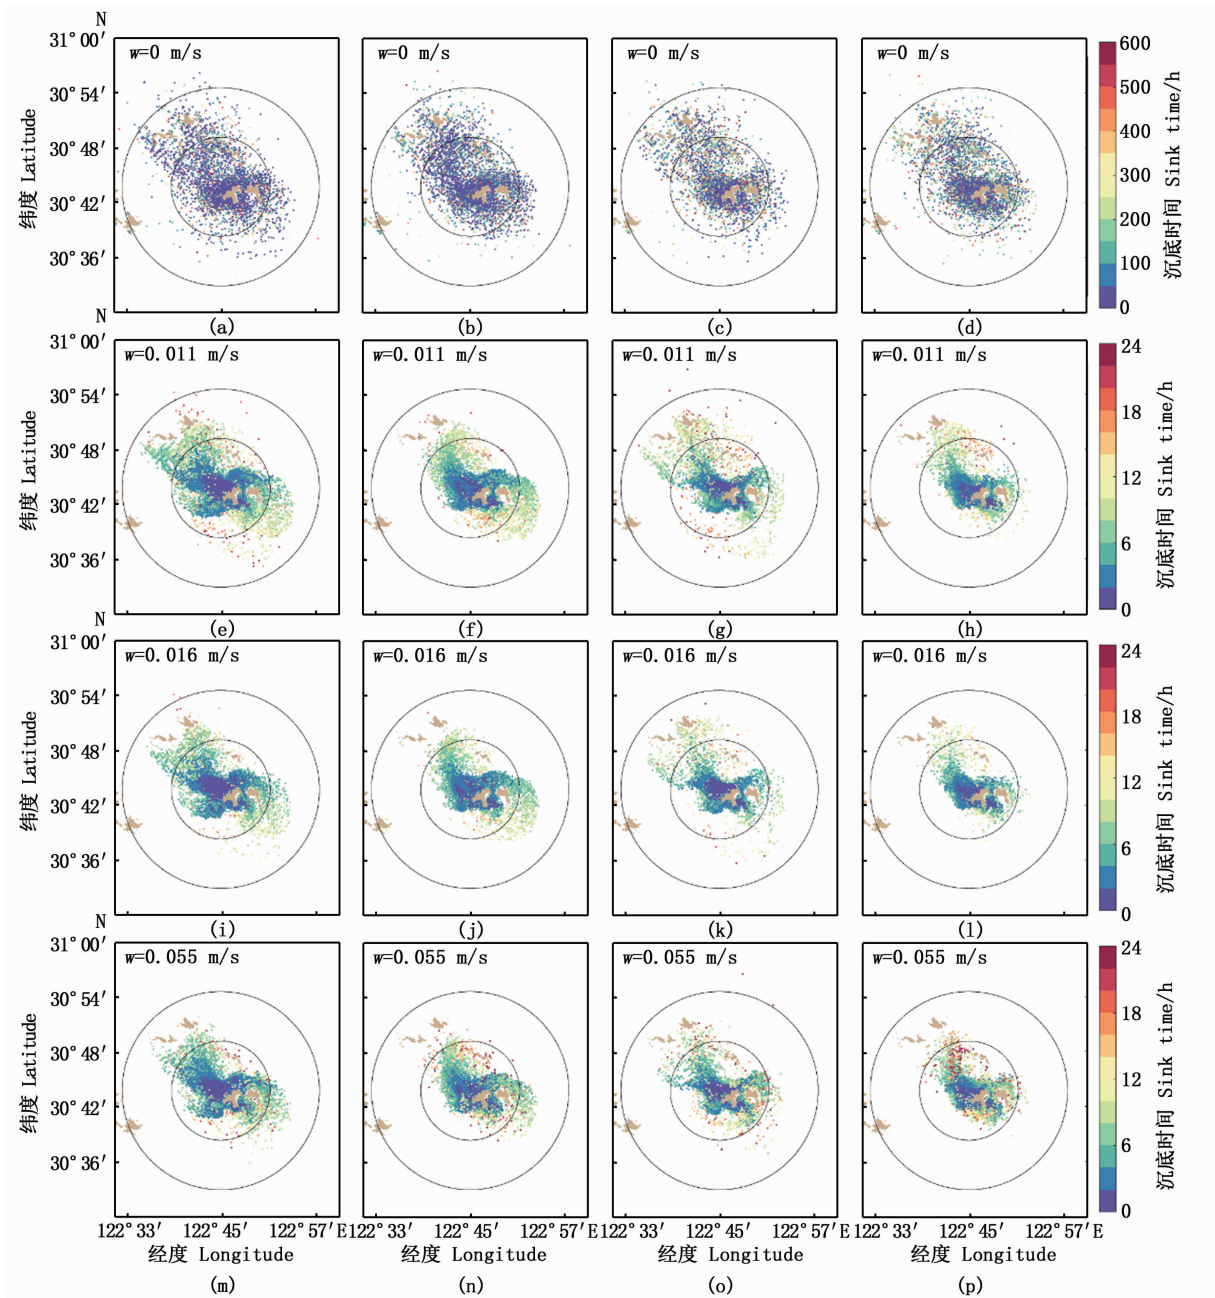 N
31°00′
30°54′
30°48′
30°42′
30°36′
纬度 Latitude
w=0 m/s
w=0 m/s
w=0 m/s
w=0 m/s
600
500
400
300
200
100
0
沉底时间 Sink time/h
(a)
(b)
(c)
(d)
N
31°00′
30°54′
30°48′
30°42′
30°36′
纬度 Latitude
w=0.011 m/s
w=0.011 m/s
w=0.011 m/s
w=0.011 m/s
24
18
12
6
0
沉底时间 Sink time/h
(e)
(f)
(g)
(h)
N
31°00′
30°54′
30°48′
30°42′
30°36′
纬度 Latitude
w=0.016 m/s
w=0.016 m/s
w=0.016 m/s
w=0.016 m/s
24
18
12
6
0
沉底时间 Sink time/h
(i)
(j)
(k)
(l)
N
31°00′
30°54′
30°48′
30°42′
30°36′
纬度 Latitude
w=0.055 m/s
w=0.055 m/s
w=0.055 m/s
w=0.055 m/s
24
18
12
6
0
沉底时间 Sink time/h
122°33′ 122°45′ 122°57′E
122°33′ 122°45′ 122°57′E
122°33′ 122°45′ 122°57′E
122°33′ 122°45′ 122°57′E
经度 Longitude
经度 Longitude
经度 Longitude
经度 Longitude
(m)
(n)
(o)
(p)